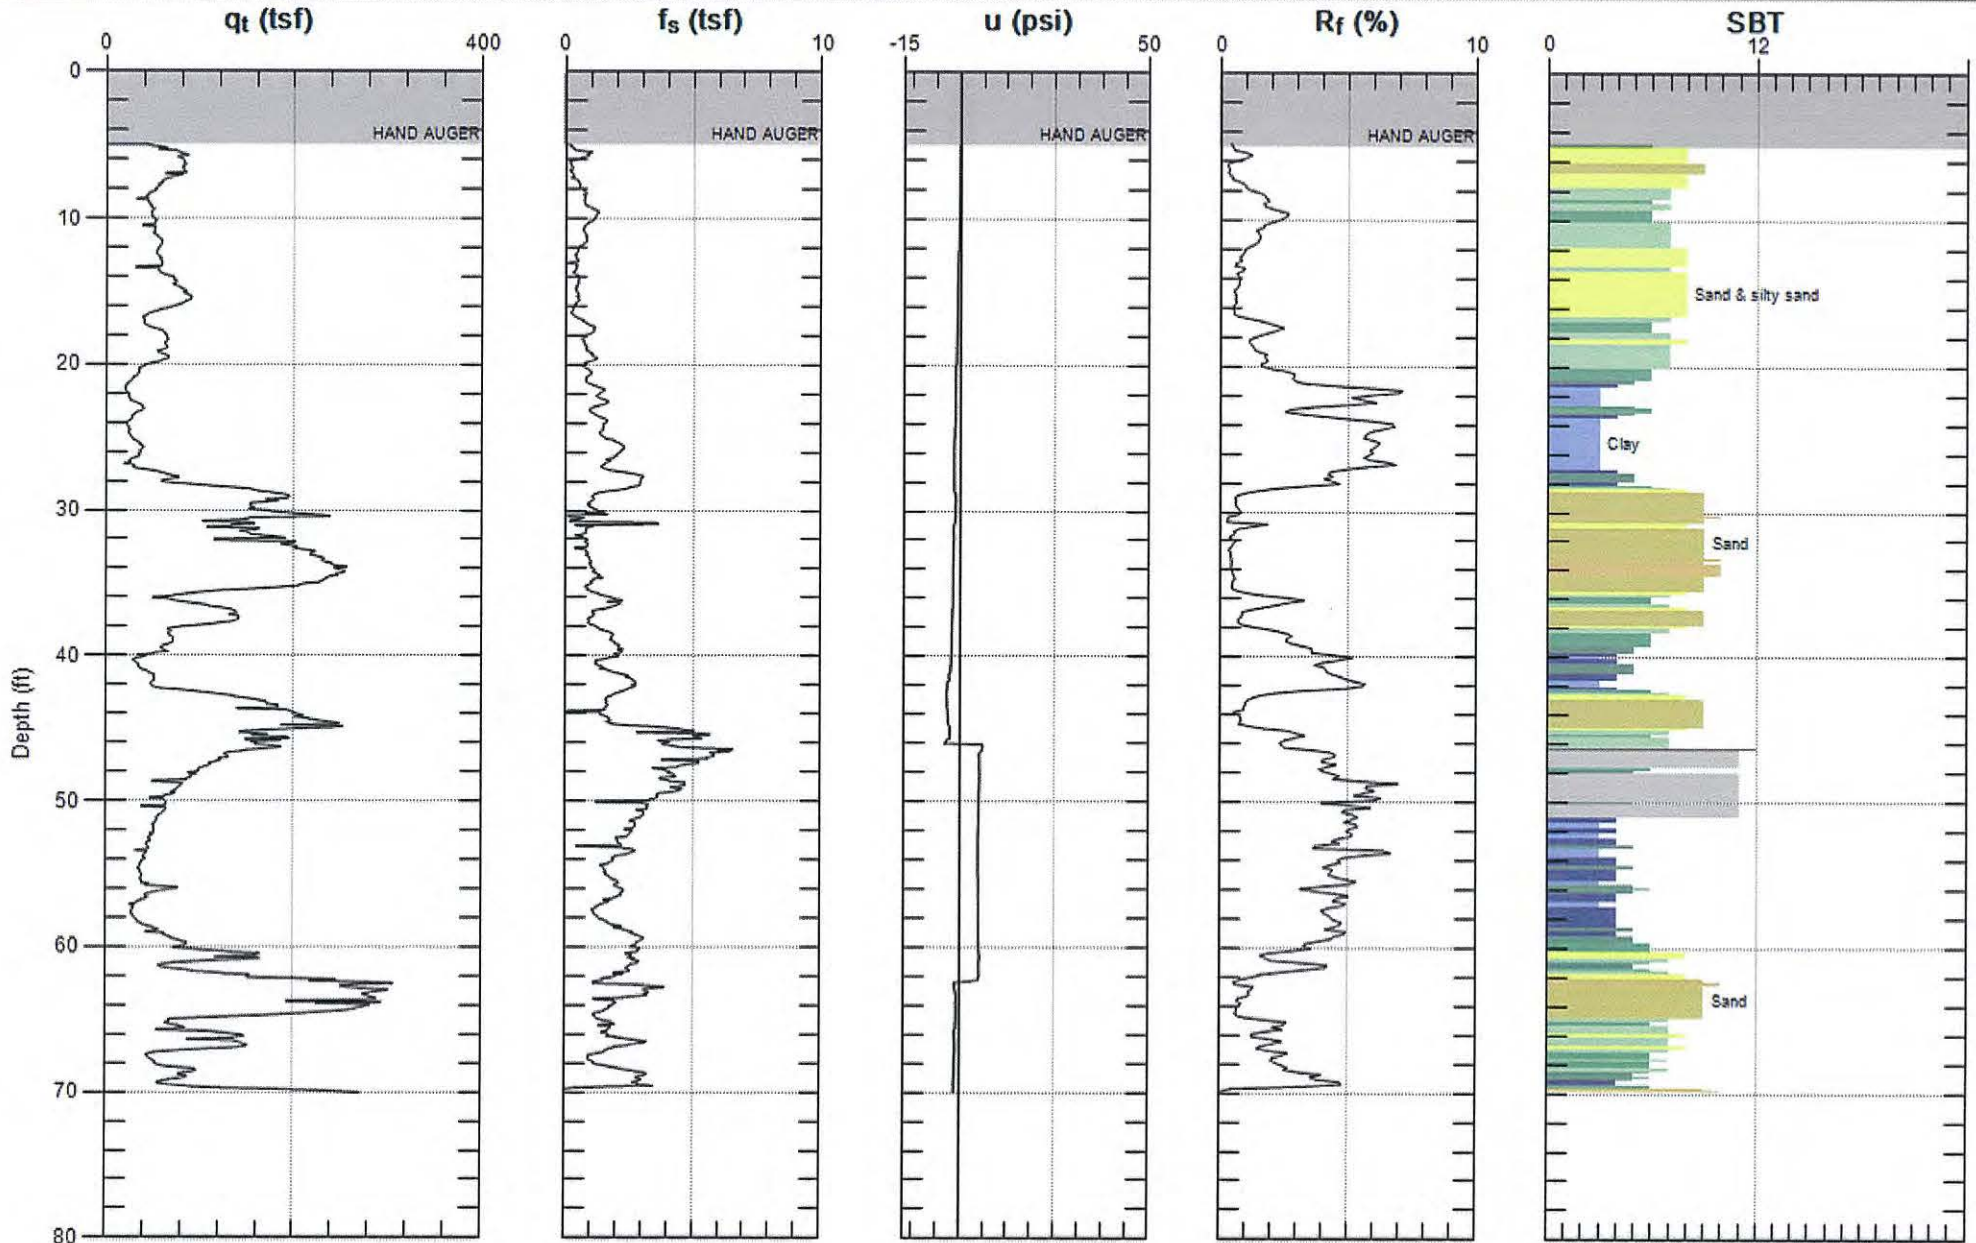 qt (tsf) fs (tsf) u (psi) Rf (%) SBT
0 400 0 10 -15 50 0 10 0 12
0
HAND AUGER HAND AUGER HAND AUGER HAND AUGER
10
Sand & silty sand
20
Clay
30
Sand
40
Depth (ft)
50
60
Sand
70
80